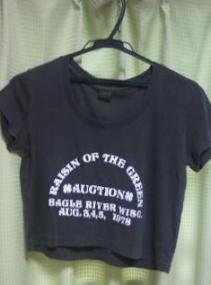 RAISIN OF THE GREEN
AUCTION
EAGLE RIVER WISC.
AUG. 3,4,5, 1978